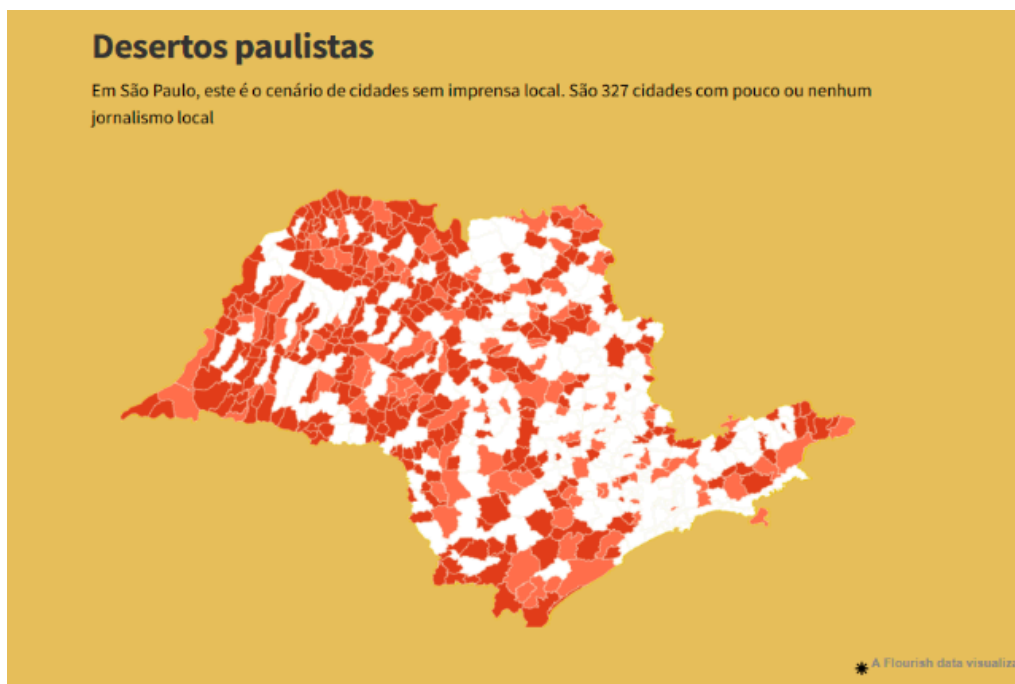 Desertos paulistas
Em São Paulo, este é o cenário de cidades sem imprensa local. São 327 cidades com pouco ou nenhum
jornalismo local
A Flourish data visualiza